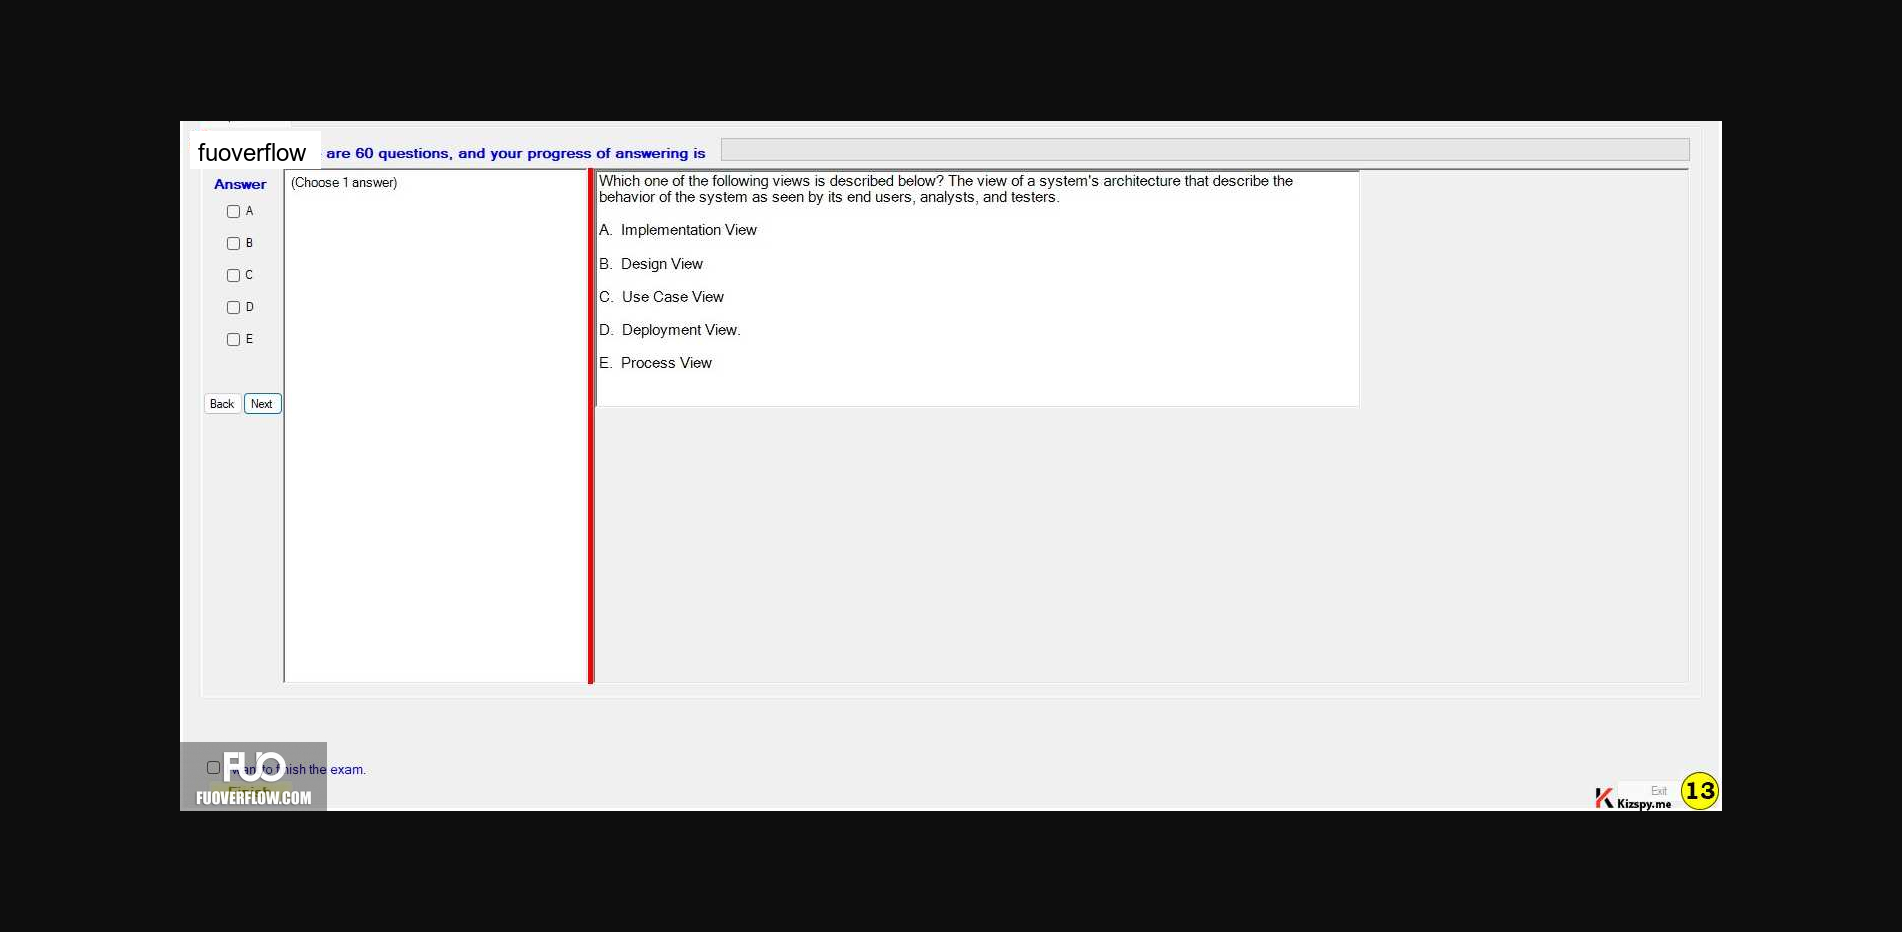 fuoverflow are 60 questions, and your progress of answering is
Answer
(Choose 1 answer)
A
B
C
D
E
Back Next
Which one of the following views is described below? The view of a system's architecture that describe the
behavior of the system as seen by its end users, analysts, and testers.
A. Implementation View
B. Design View
C. Use Case View
D. Deployment View.
E. Process View
FUO
to finish the exam.
Finish
FUOVERFLOW.COM
Exit
Kizspy.me
13